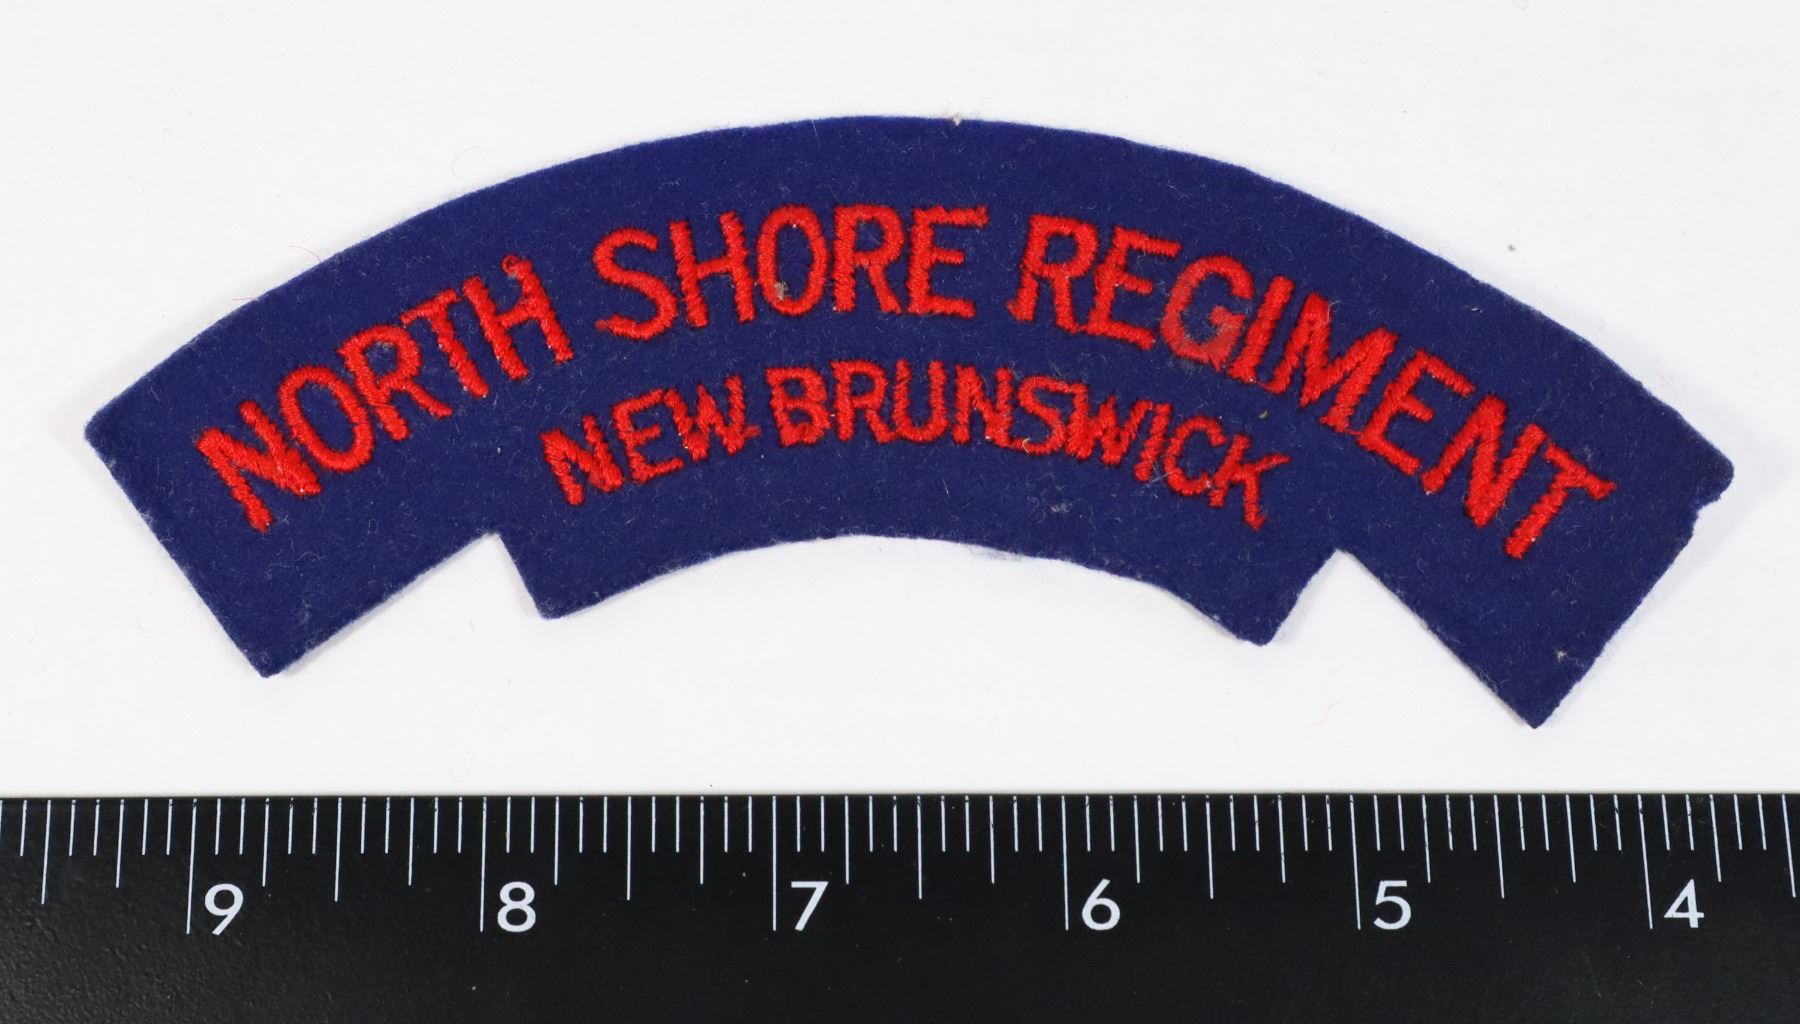 NORTH SHORE REGIMENT
NEW BRUNSWICK
9 8 7 6 5 4